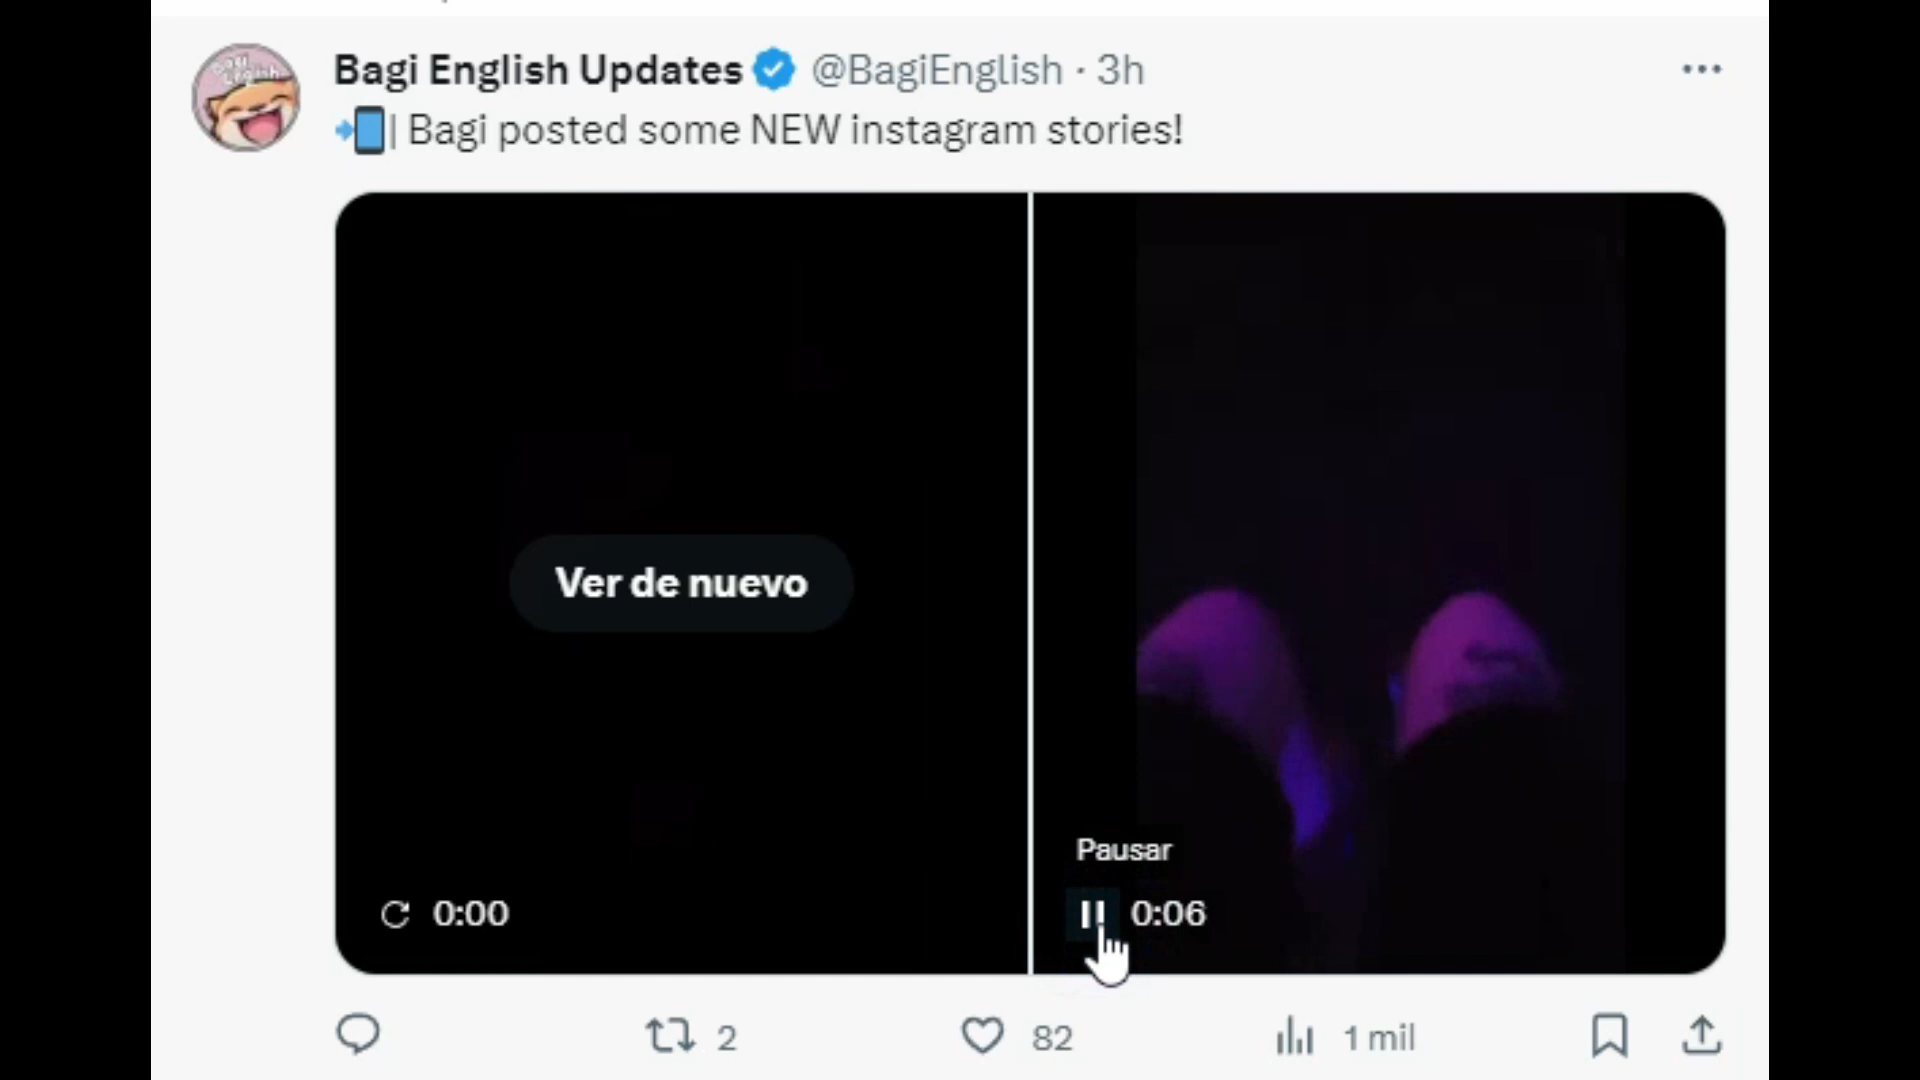 Bagi English Updates @BagiEnglish · 3h
| Bagi posted some NEW instagram stories!
Ver de nuevo
Pausar
0:00
0:06
2
82
1 mil